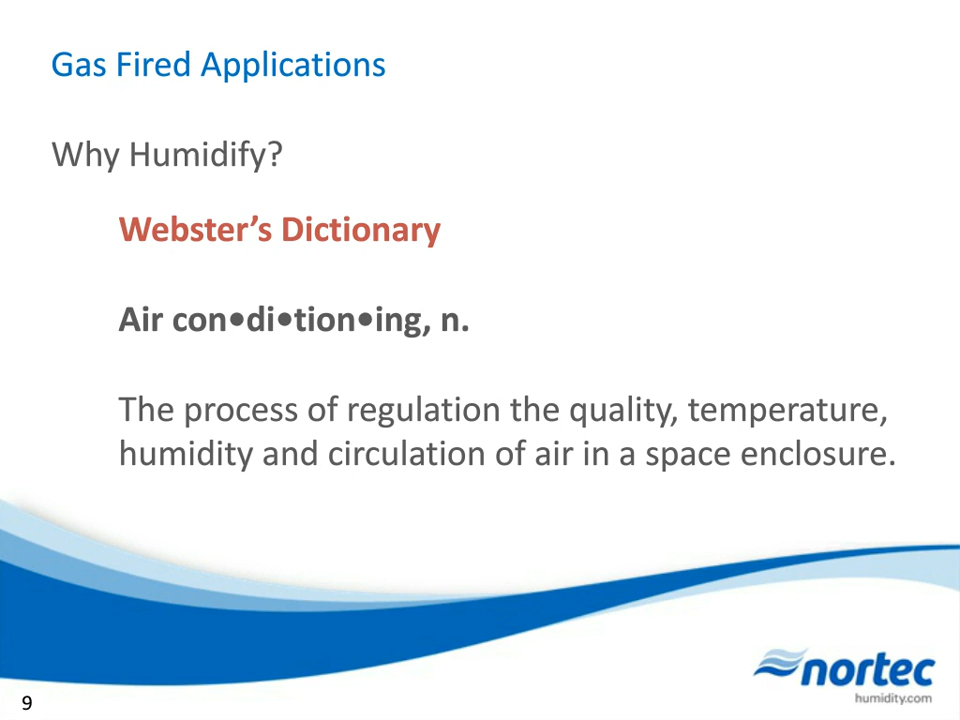 Gas Fired Applications
Why Humidify?
Webster’s Dictionary
Air con•di•tion•ing, n.
The process of regulation the quality, temperature,
humidity and circulation of air in a space enclosure.
nortec
humidity.com
9